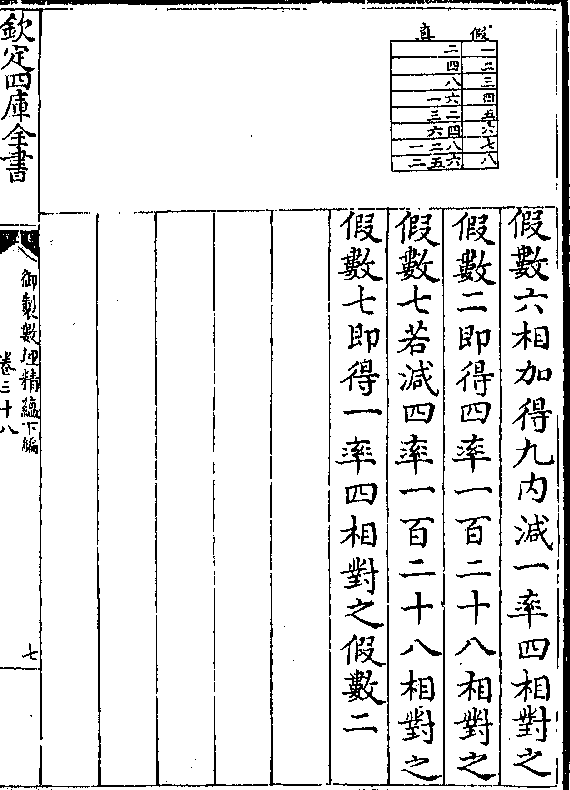 假 真
一 二
二 四
三 八
四 一六
五 三二
六 六四
七 一二八
八 二五六
假數六相加得九内減一率四相對之
假數二即得四率一百二十八相對之
假數七若減四率一百二十八相對之
假數七即得一率四相對之假數二
欽定四庫全書
御製數理精蘊下編
卷三十八
七